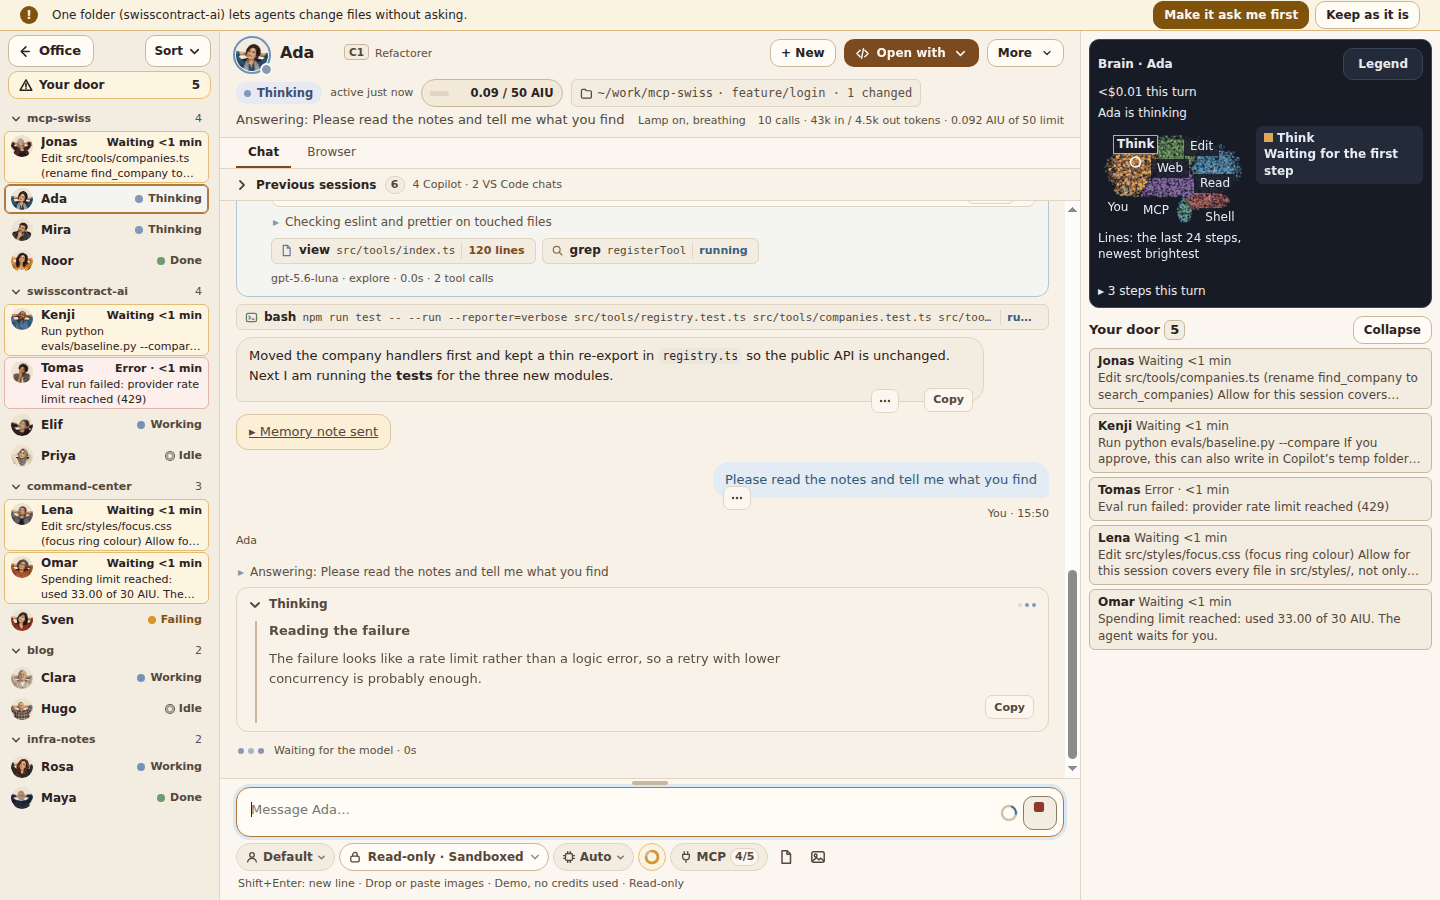 ! One folder (swisscontract-ai) lets agents change files without asking. Make it ask me first Keep as it is
Office Sort
Your door 5
mcp-swiss 4
Jonas Waiting <1 min
Edit src/tools/companies.ts
(rename find_company to…
Ada Thinking
Mira Thinking
Noor Done
swisscontract-ai 4
Kenji Waiting <1 min
Run python
evals/baseline.py --compar…
Tomas Error · <1 min
Eval run failed: provider rate
limit reached (429)
Elif Working
Priya Idle
command-center 3
Lena Waiting <1 min
Edit src/styles/focus.css
(focus ring colour) Allow fo…
Omar Waiting <1 min
Spending limit reached:
used 33.00 of 30 AIU. The…
Sven Failing
blog 2
Clara Working
Hugo Idle
infra-notes 2
Rosa Working
Maya Done
Ada C1 Refactorer + New Open with More
Thinking active just now 0.09 / 50 AIU ~/work/mcp-swiss · feature/login · 1 changed
Answering: Please read the notes and tell me what you find Lamp on, breathing 10 calls · 43k in / 4.5k out tokens · 0.092 AIU of 50 limit
Chat Browser
Previous sessions 6 4 Copilot · 2 VS Code chats
▸ Checking eslint and prettier on touched files
view src/tools/index.ts 120 lines grep registerTool running
gpt-5.6-luna · explore · 0.0s · 2 tool calls
bash npm run test -- --run --reporter=verbose src/tools/registry.test.ts src/tools/companies.test.ts src/too… ru…
Moved the company handlers first and kept a thin re-export in registry.ts so the public API is unchanged.
Next I am running the tests for the three new modules.
… Copy
▸ Memory note sent
Please read the notes and tell me what you find
…
You · 15:50
Ada
▸ Answering: Please read the notes and tell me what you find
Thinking
Reading the failure
The failure looks like a rate limit rather than a logic error, so a retry with lower
concurrency is probably enough.
Copy
Waiting for the model · 0s
Message Ada…
Default Read-only · Sandboxed Auto MCP 4/5
Shift+Enter: new line · Drop or paste images · Demo, no credits used · Read-only
Brain · Ada Legend
<$0.01 this turn
Ada is thinking
Think Edit Web Read You MCP Shell
Think
Waiting for the first
step
Lines: the last 24 steps,
newest brightest
▸ 3 steps this turn
Your door 5 Collapse
Jonas Waiting <1 min
Edit src/tools/companies.ts (rename find_company to
search_companies) Allow for this session covers…
Kenji Waiting <1 min
Run python evals/baseline.py --compare If you
approve, this can also write in Copilot’s temp folder…
Tomas Error · <1 min
Eval run failed: provider rate limit reached (429)
Lena Waiting <1 min
Edit src/styles/focus.css (focus ring colour) Allow for
this session covers every file in src/styles/, not only…
Omar Waiting <1 min
Spending limit reached: used 33.00 of 30 AIU. The
agent waits for you.